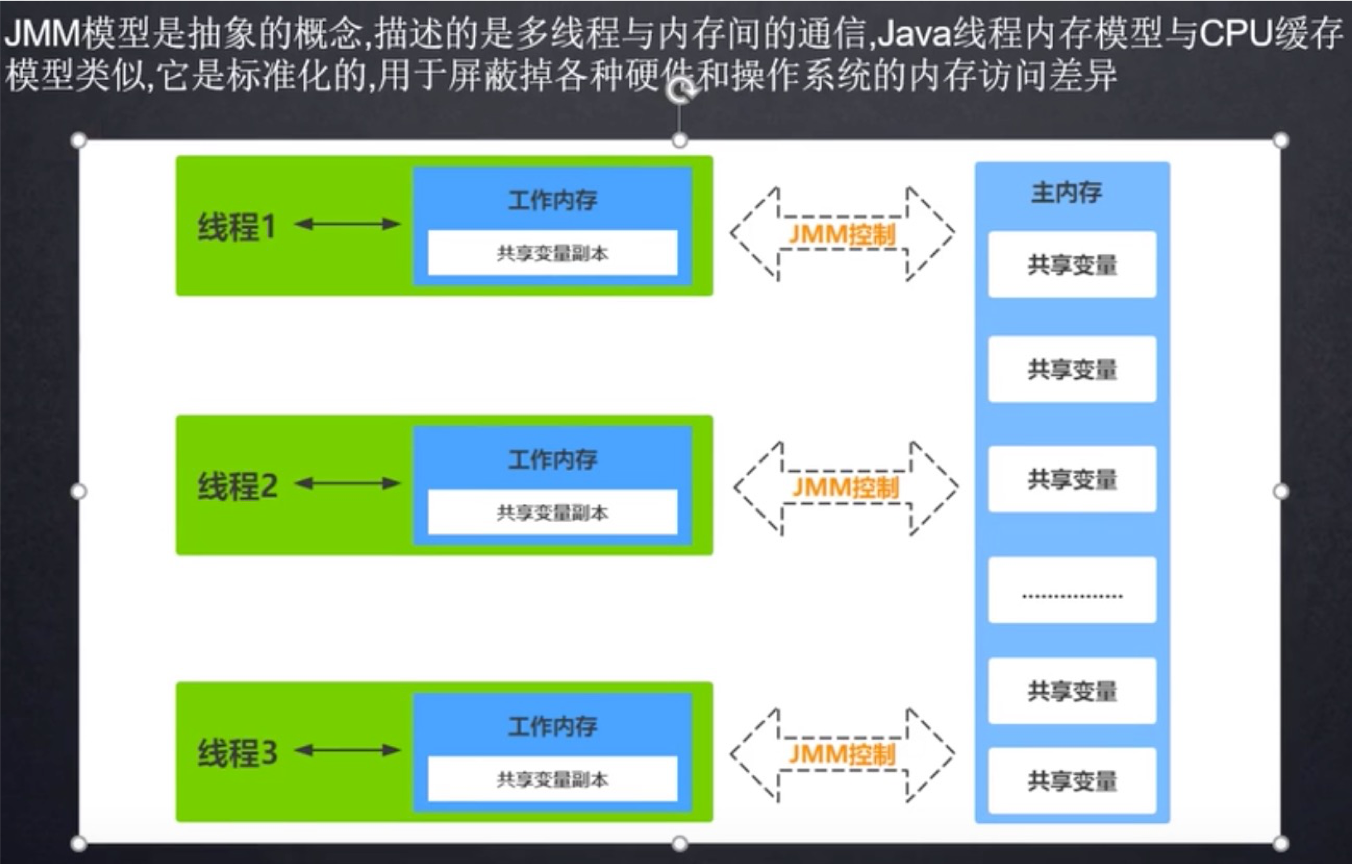 JMM模型是抽象的概念,描述的是多线程与内存间的通信,Java线程内存模型与CPU缓存
模型类似,它是标准化的,用于屏蔽掉各种硬件和操作系统的内存访问差异
线程1
工作内存
共享变量副本
JMM控制
主内存
共享变量
共享变量
线程2
工作内存
共享变量副本
JMM控制
共享变量
................
线程3
工作内存
共享变量副本
JMM控制
共享变量
共享变量